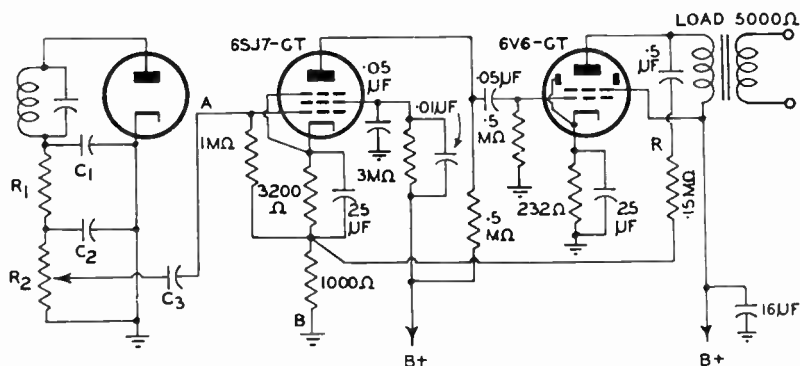 LOAD 5000Ω
6SJ7-GT
6V6-GT
.05
µF
.05µF
.5
µF
.01µF
A
.5
MΩ
R
1MΩ
3MΩ
C1
R1
3200
Ω
25
µF
.5
MΩ
232Ω
25
µF
.15MΩ
C2
R2
C3
1000Ω
B
16µF
B+
B+